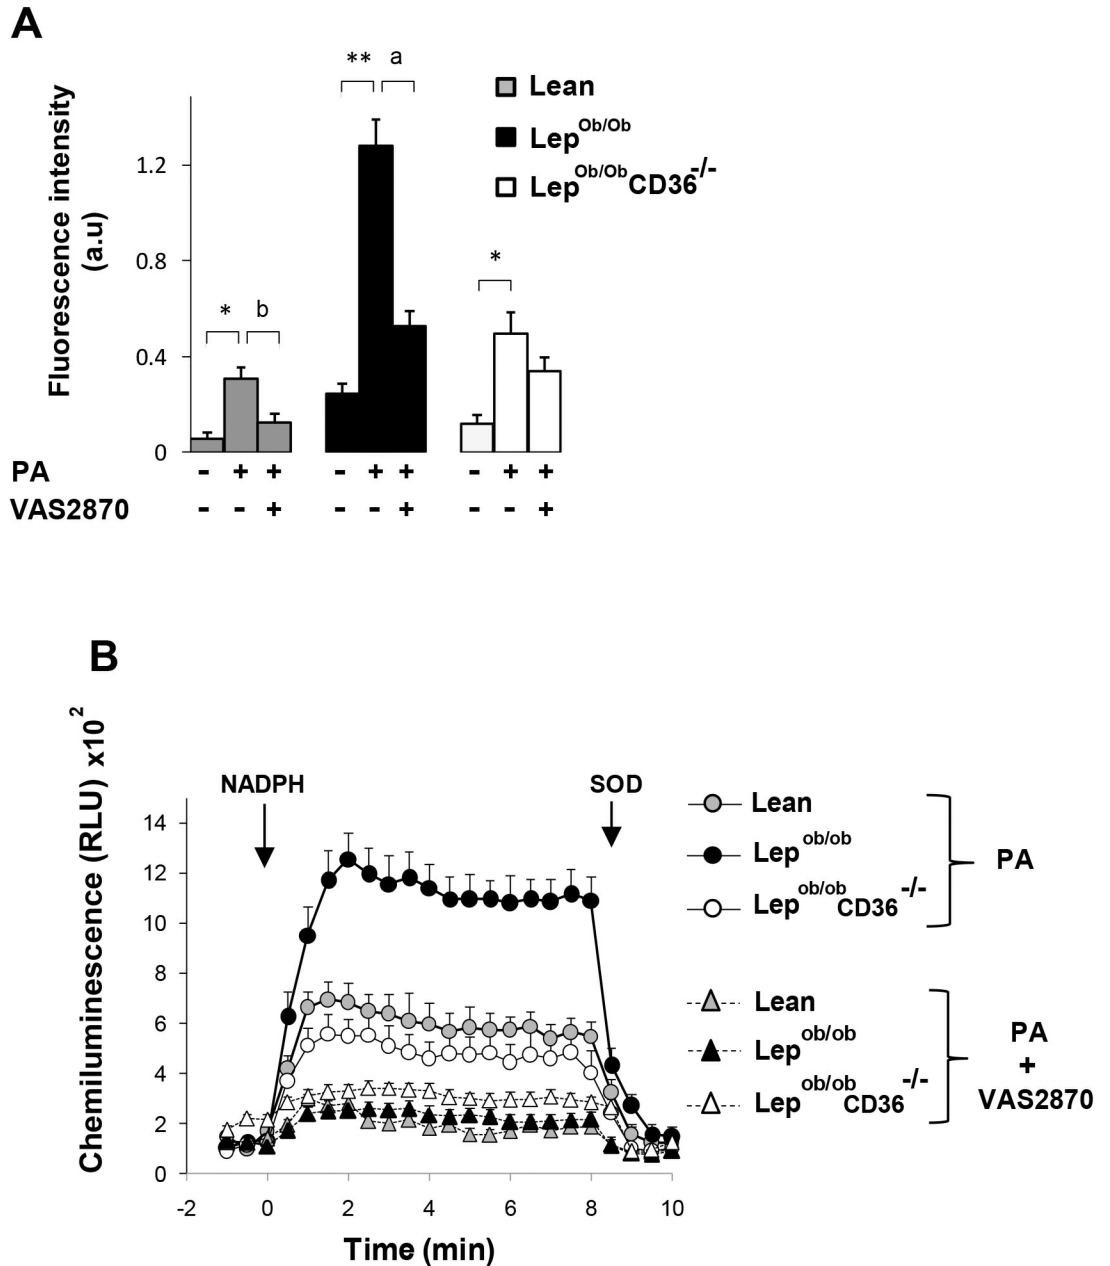 A
** a
Lean
Lep^Ob/Ob
Lep^Ob/Ob CD36^-/-
Fluorescence intensity
(a.u)
1.2
0.8
0.4
0
* b
*
PA - + + - + + - + +
VAS2870 - - + - - + - - +
B
Chemiluminescence (RLU) x10^2
NADPH
SOD
14
12
10
8
6
4
2
0
-2 0 2 4 6 8 10
Time (min)
Lean
Lep^ob/ob
Lep^ob/ob CD36^-/-
PA
Lean
Lep^ob/ob
Lep^ob/ob CD36^-/-
PA
+
VAS2870